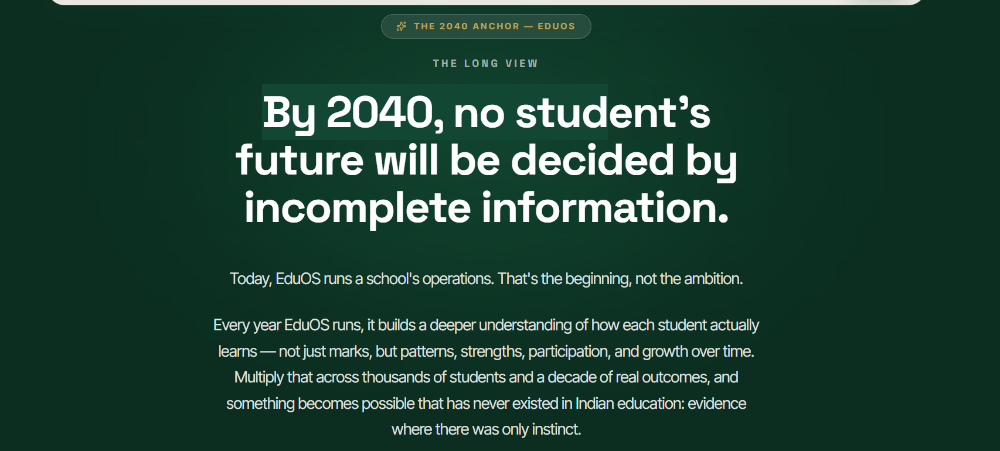 THE 2040 ANCHOR — EDUOS
THE LONG VIEW
By 2040, no student’s
future will be decided by
incomplete information.
Today, EduOS runs a school's operations. That's the beginning, not the ambition.
Every year EduOS runs, it builds a deeper understanding of how each student actually
learns — not just marks, but patterns, strengths, participation, and growth over time.
Multiply that across thousands of students and a decade of real outcomes, and
something becomes possible that has never existed in Indian education: evidence
where there was only instinct.